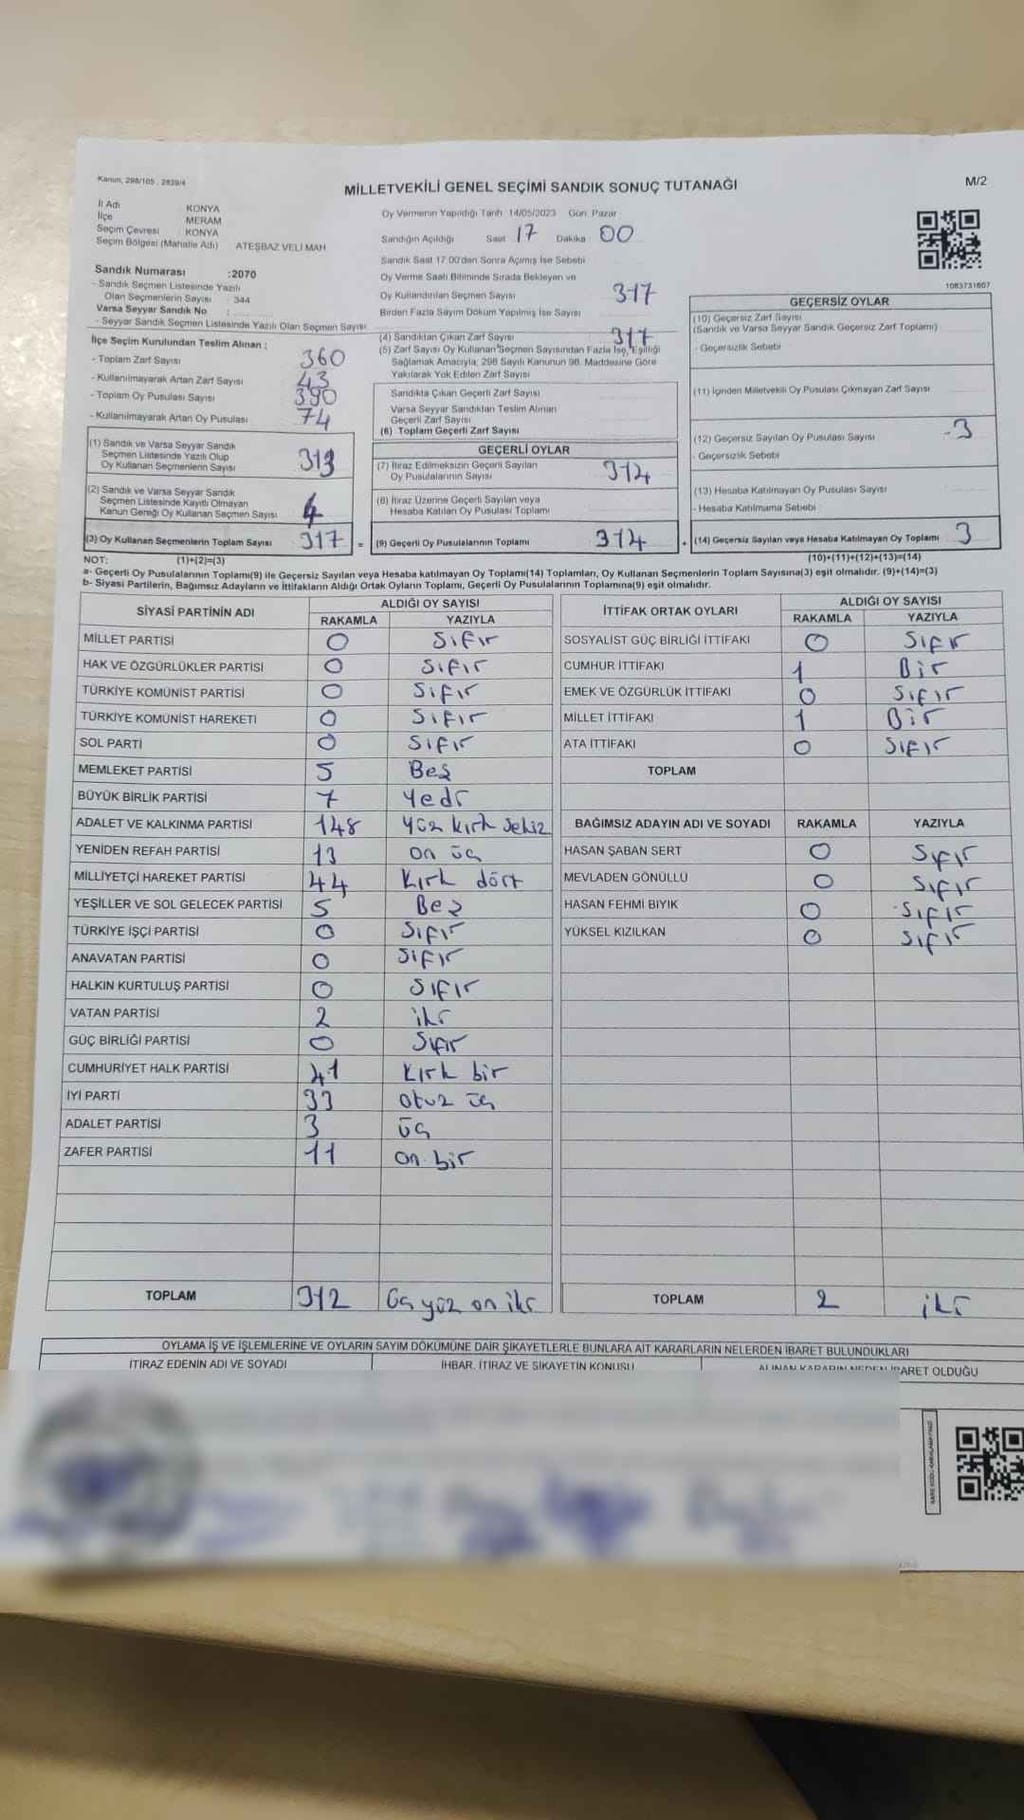 Kanun, 298/105 , 2839/4
MİLLETVEKİLİ GENEL SEÇİMİ SANDIK SONUÇ TUTANAĞI
M/2
İl Adı KONYA
İlçe MERAM
Seçim Çevresi KONYA
Seçim Bölgesi (Mahalle Adı) ATEŞBAZ VELİ MAH
Sandık Numarası :2070
- Sandık Seçmen Listesinde Yazılı
Olan Seçmenlerin Sayısı : 344
Varsa Seyyar Sandık No :
- Seyyar Sandık Seçmen Listesinde Yazılı Olan Seçmen Sayısı
İlçe Seçim Kurulundan Teslim Alınan :
- Toplam Zarf Sayısı 360
- Kullanılmayarak Artan Zarf Sayısı 43
- Toplam Oy Pusulası Sayısı 390
- Kullanılmayarak Artan Oy Pusulası 74
(1) Sandık ve Varsa Seyyar Sandık
Seçmen Listesinde Yazılı Olup
Oy Kullanan Seçmenlerin Sayısı 313
(2) Sandık ve Varsa Seyyar Sandık
Seçmen Listesinde Kayıtlı Olmayan
Kanun Gereği Oy Kullanan Seçmen Sayısı 4
(3) Oy Kullanan Seçmenlerin Toplam Sayısı 317 =
Oy Vermenin Yapıldığı Tarih 14/05/2023 Gün: Pazar
Sandığın Açıldığı Saat 17 Dakika 00
Sandık Saat 17.00'den Sonra Açımış İse Sebebi
Oy Verme Saati Bitiminde Sırada Bekleyen ve
Oy Kullandırılan Seçmen Sayısı 317
Birden Fazla Sayım Döküm Yapılmış İse Sayısı
(4) Sandıktan Çıkan Zarf Sayısı 317
(5) Zarf Sayısı Oy Kullanan Seçmen Sayısından Fazla İse, Eşitliği
Sağlamak Amacıyla, 298 Sayılı Kanunun 98. Maddesine Göre
Yakılarak Yok Edilen Zarf Sayısı
Sandıkta Çıkan Geçerli Zarf Sayısı
Varsa Seyyar Sandıktan Teslim Alınan
Geçerli Zarf Sayısı
(6) Toplam Geçerli Zarf Sayısı
GEÇERLİ OYLAR
(7) İtiraz Edilmeksizin Geçerli Sayılan
Oy Pusulalarının Sayısı 314
(8) İtiraz Üzerine Geçerli Sayılan veya
Hesaba Katılan Oy Pusulası Toplamı
(9) Geçerli Oy Pusulalarının Toplamı 314 +
1083731607
GEÇERSİZ OYLAR
(10) Geçersiz Zarf Sayısı
(Sandık ve Varsa Seyyar Sandık Geçersiz Zarf Toplamı)
- Geçersizlik Sebebi
(11) İçinden Milletvekili Oy Pusulası Çıkmayan Zarf Sayısı
(12) Geçersiz Sayılan Oy Pusulası Sayısı -3
- Geçersizlik Sebebi
(13) Hesaba Katılmayan Oy Pusulası Sayısı
- Hesaba Katılmama Sebebi
(14) Geçersiz Sayılan veya Hesaba Katılmayan Oy Toplamı 3
NOT: (1)+(2)=(3) (10)+(11)+(12)+(13)=(14)
a- Geçerli Oy Pusulalarının Toplamı(9) ile Geçersiz Sayılan veya Hesaba katılmayan Oy Toplamı(14) Toplamları, Oy Kullanan Seçmenlerin Toplam Sayısına(3) eşit olmalıdır. (9)+(14)=(3)
b- Siyasi Partilerin, Bağımsız Adayların ve İttifakların Aldığı Ortak Oyların Toplamı, Geçerli Oy Pusulalarının Toplamına(9) eşit olmalıdır.
SİYASİ PARTİNİN ADI ALDIĞI OY SAYISI
RAKAMLA YAZIYLA
MİLLET PARTİSİ 0 Sıfır
HAK VE ÖZGÜRLÜKLER PARTİSİ 0 Sıfır
TÜRKİYE KOMÜNİST PARTİSİ 0 Sıfır
TÜRKİYE KOMÜNİST HAREKETİ 0 Sıfır
SOL PARTİ 0 Sıfır
MEMLEKET PARTİSİ 5 Beş
BÜYÜK BİRLİK PARTİSİ 7 Yedi
ADALET VE KALKINMA PARTİSİ 148 Yüz kırk sekiz
YENİDEN REFAH PARTİSİ 13 on üç
MİLLİYETÇİ HAREKET PARTİSİ 44 Kırk dört
YEŞİLLER VE SOL GELECEK PARTİSİ 5 Beş
TÜRKİYE İŞÇİ PARTİSİ 0 Sıfır
ANAVATAN PARTİSİ 0 Sıfır
HALKIN KURTULUŞ PARTİSİ 0 Sıfır
VATAN PARTİSİ 2 iki
GÜÇ BİRLİĞİ PARTİSİ 0 Sıfır
CUMHURİYET HALK PARTİSİ 41 Kırk bir
İYİ PARTİ 33 otuz üç
ADALET PARTİSİ 3 üç
ZAFER PARTİSİ 11 on bir
TOPLAM 312 Üç yüz on iki
İTTİFAK ORTAK OYLARI ALDIĞI OY SAYISI
RAKAMLA YAZIYLA
SOSYALİST GÜÇ BİRLİĞİ İTTİFAKI 0 Sıfır
CUMHUR İTTİFAKI 1 Bir
EMEK VE ÖZGÜRLÜK İTTİFAKI 0 Sıfır
MİLLET İTTİFAKI 1 Bir
ATA İTTİFAKI 0 Sıfır
TOPLAM
BAĞIMSIZ ADAYIN ADI VE SOYADI RAKAMLA YAZIYLA
HASAN ŞABAN SERT 0 Sıfır
MEVLADEN GÖNÜLLÜ 0 Sıfır
HASAN FEHMI BIYIK 0 Sıfır
YÜKSEL KIZILKAN 0 Sıfır
TOPLAM 2 iki
OYLAMA İŞ VE İŞLEMLERİNE VE OYLARIN SAYIM DÖKÜMÜNE DAİR ŞİKAYETLERLE BUNLARA AİT KARARLARIN NELERDEN İBARET BULUNDUKLARI
İTİRAZ EDENİN ADI VE SOYADI İHBAR, İTİRAZ VE ŞİKAYETİN KONUSU ALINAN KARARIN NEDEN İBARET OLDUĞU